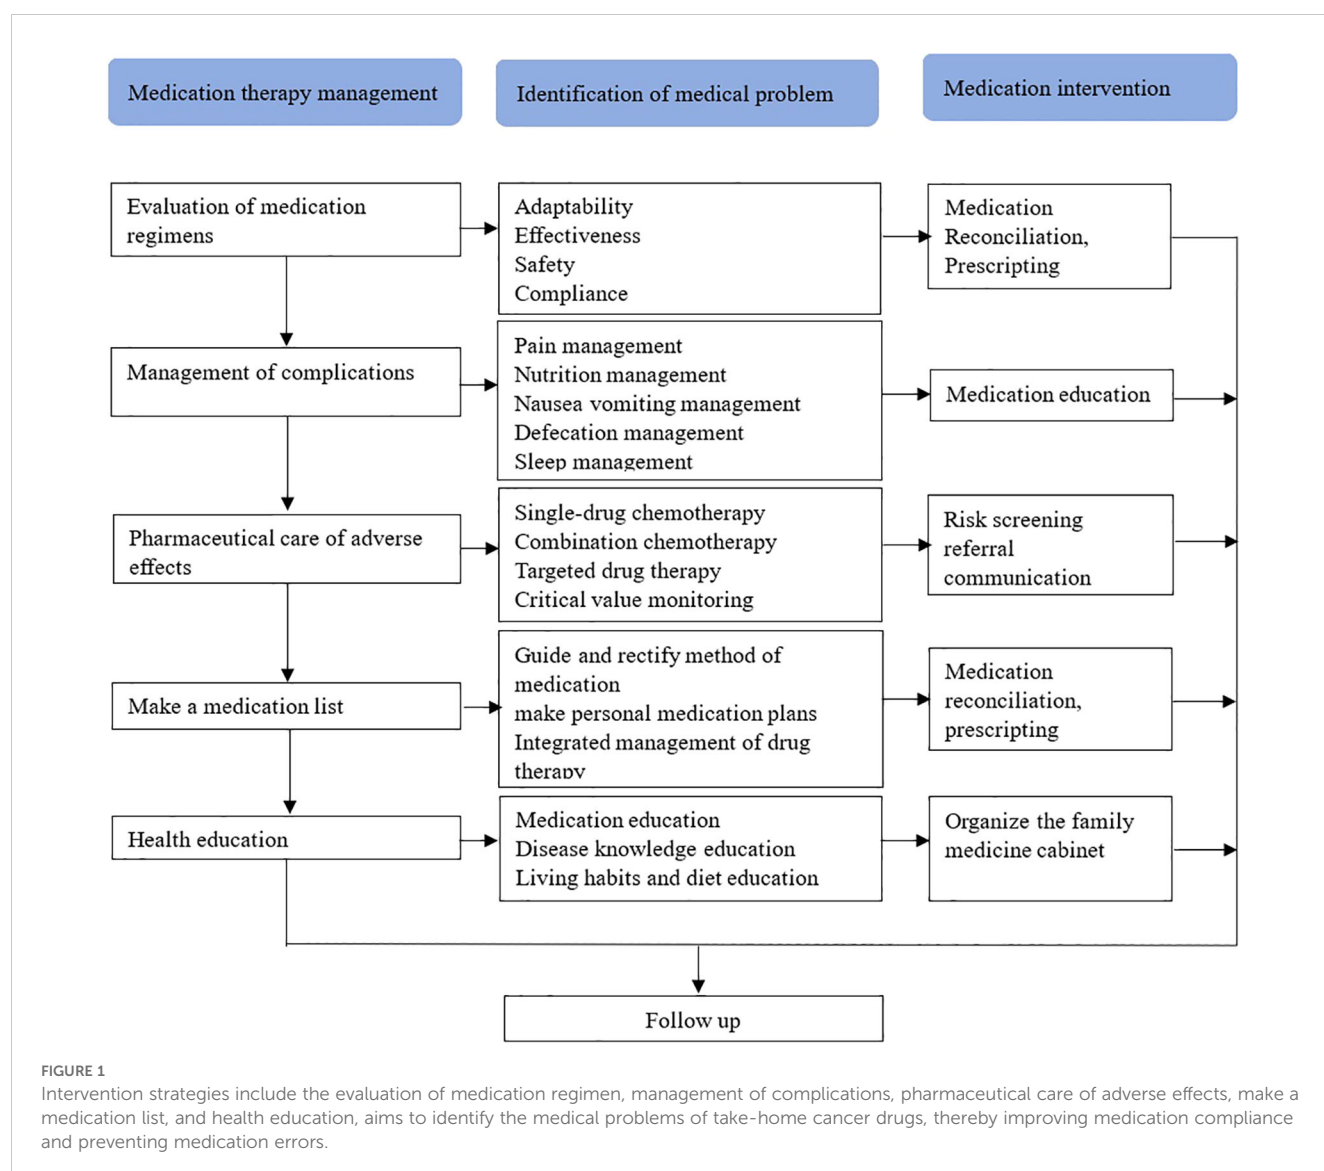 Medication therapy management
Identification of medical problem
Medication intervention
Evaluation of medication
regimens
Adaptability
Effectiveness
Safety
Compliance
Medication
Reconciliation,
Prescripting
Management of complications
Pain management
Nutrition management
Nausea vomiting management
Defecation management
Sleep management
Medication education
Pharmaceutical care of adverse
effects
Single-drug chemotherapy
Combination chemotherapy
Targeted drug therapy
Critical value monitoring
Risk screening
referral
communication
Make a medication list
Guide and rectify method of
medication
make personal medication plans
Integrated management of drug
therapy
Medication
reconciliation,
prescripting
Health education
Medication education
Disease knowledge education
Living habits and diet education
Organize the family
medicine cabinet
Follow up
FIGURE 1
Intervention strategies include the evaluation of medication regimen, management of complications, pharmaceutical care of adverse effects, make a
medication list, and health education, aims to identify the medical problems of take-home cancer drugs, thereby improving medication compliance
and preventing medication errors.